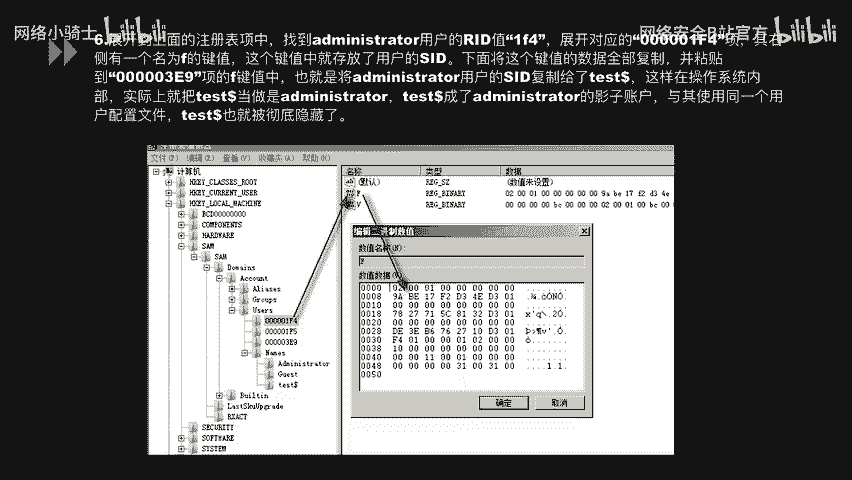 网络小骑士 bilibili
网络安全B站官方 bilibili
6.展开到上面的注册表项中，找到administrator用户的RID值“1f4”，展开对应的“000001F4”项，其右
侧有一个名为f的键值，这个键值中就存放了用户的SID。下面将这个键值的数据全部复制，并粘贴
到“000003E9”项的f键值中，也就是将administrator用户的SID复制给了test$，这样在操作系统内
部，实际上就把test$当做是administrator，test$成了administrator的影子账户，与其使用同一个用
户配置文件，test$也就被彻底隐藏了。
文件(F) 编辑(E) 查看(V) 收藏夹(A) 帮助(H)
计算机
HKEY_CLASSES_ROOT
HKEY_CURRENT_USER
HKEY_LOCAL_MACHINE
BCD00000000
COMPONENTS
HARDWARE
SAM
SAM
Domains
Account
Aliases
Groups
Users
000001F4
000001F5
000003E9
Names
Administrator
Guest
test$
Builtin
LastSkuUpgrade
RXACT
SECURITY
SOFTWARE
SYSTEM
名称 类型 数据
(默认) REG_SZ (数值未设置)
F REG_BINARY 02 00 01 00 00 00 00 00 9a be 17 f2 d3 4e
V REG_BINARY 00 00 00 00 bc 00 00 00 02 00 01 00 bc 00
编辑二进制数值
数值名称(N):
F
数值数据(V):
0000 02 00 01 00 00 00 00 00 ........
0008 9A BE 17 F2 D3 4E D3 01 .¾.òÓNÓ.
0010 00 00 00 00 00 00 00 00 ........
0018 78 27 71 5C 81 32 D3 01 x'q\.2Ó.
0020 00 00 00 00 00 00 00 00 ........
0028 DE 3E B6 76 27 10 D3 01 Þ>¶v'.Ó.
0030 F4 01 00 00 01 02 00 00 ô.......
0038 10 00 00 00 00 00 00 00 ........
0040 00 00 11 00 01 00 00 00 ........
0048 00 00 00 00 31 00 31 00 ....1.1.
0050
确定 取消